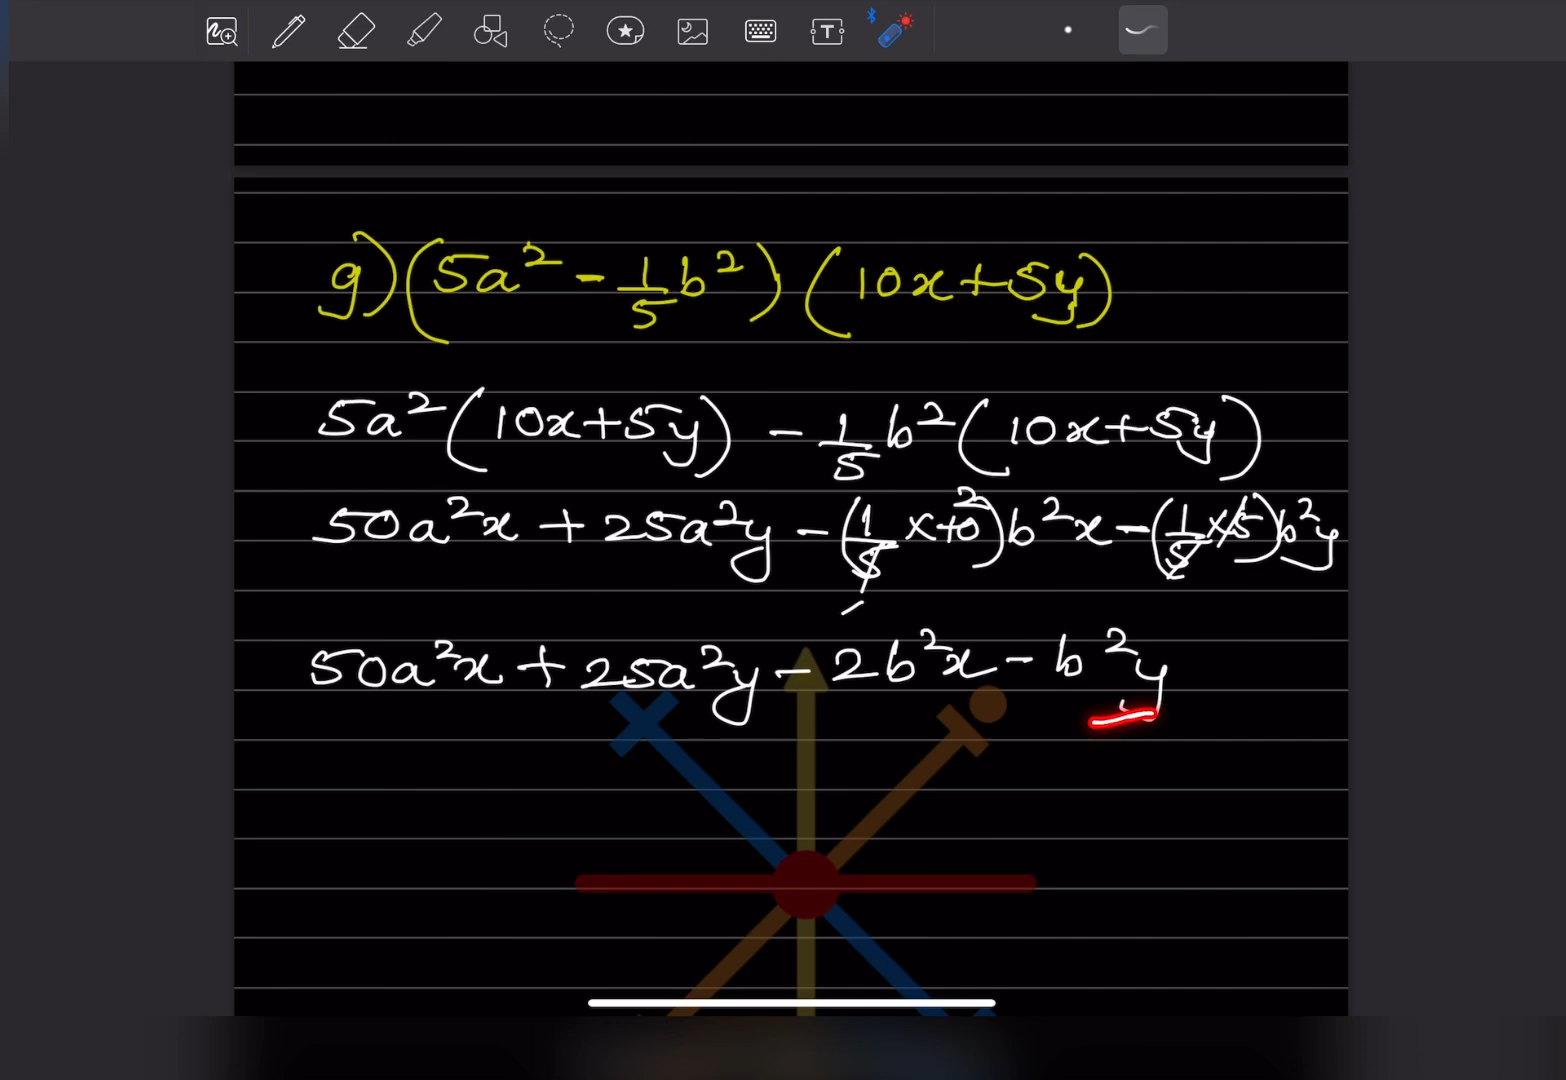 g) (5a² - 1/5 b²) (10x + 5y)
5a² (10x + 5y) - 1/5 b² (10x + 5y)
50a²x + 25a²y - (1/5 × 10 2) b²x - (1/5 × 5) b²y
50a²x + 25a²y - 2b²x - b²y